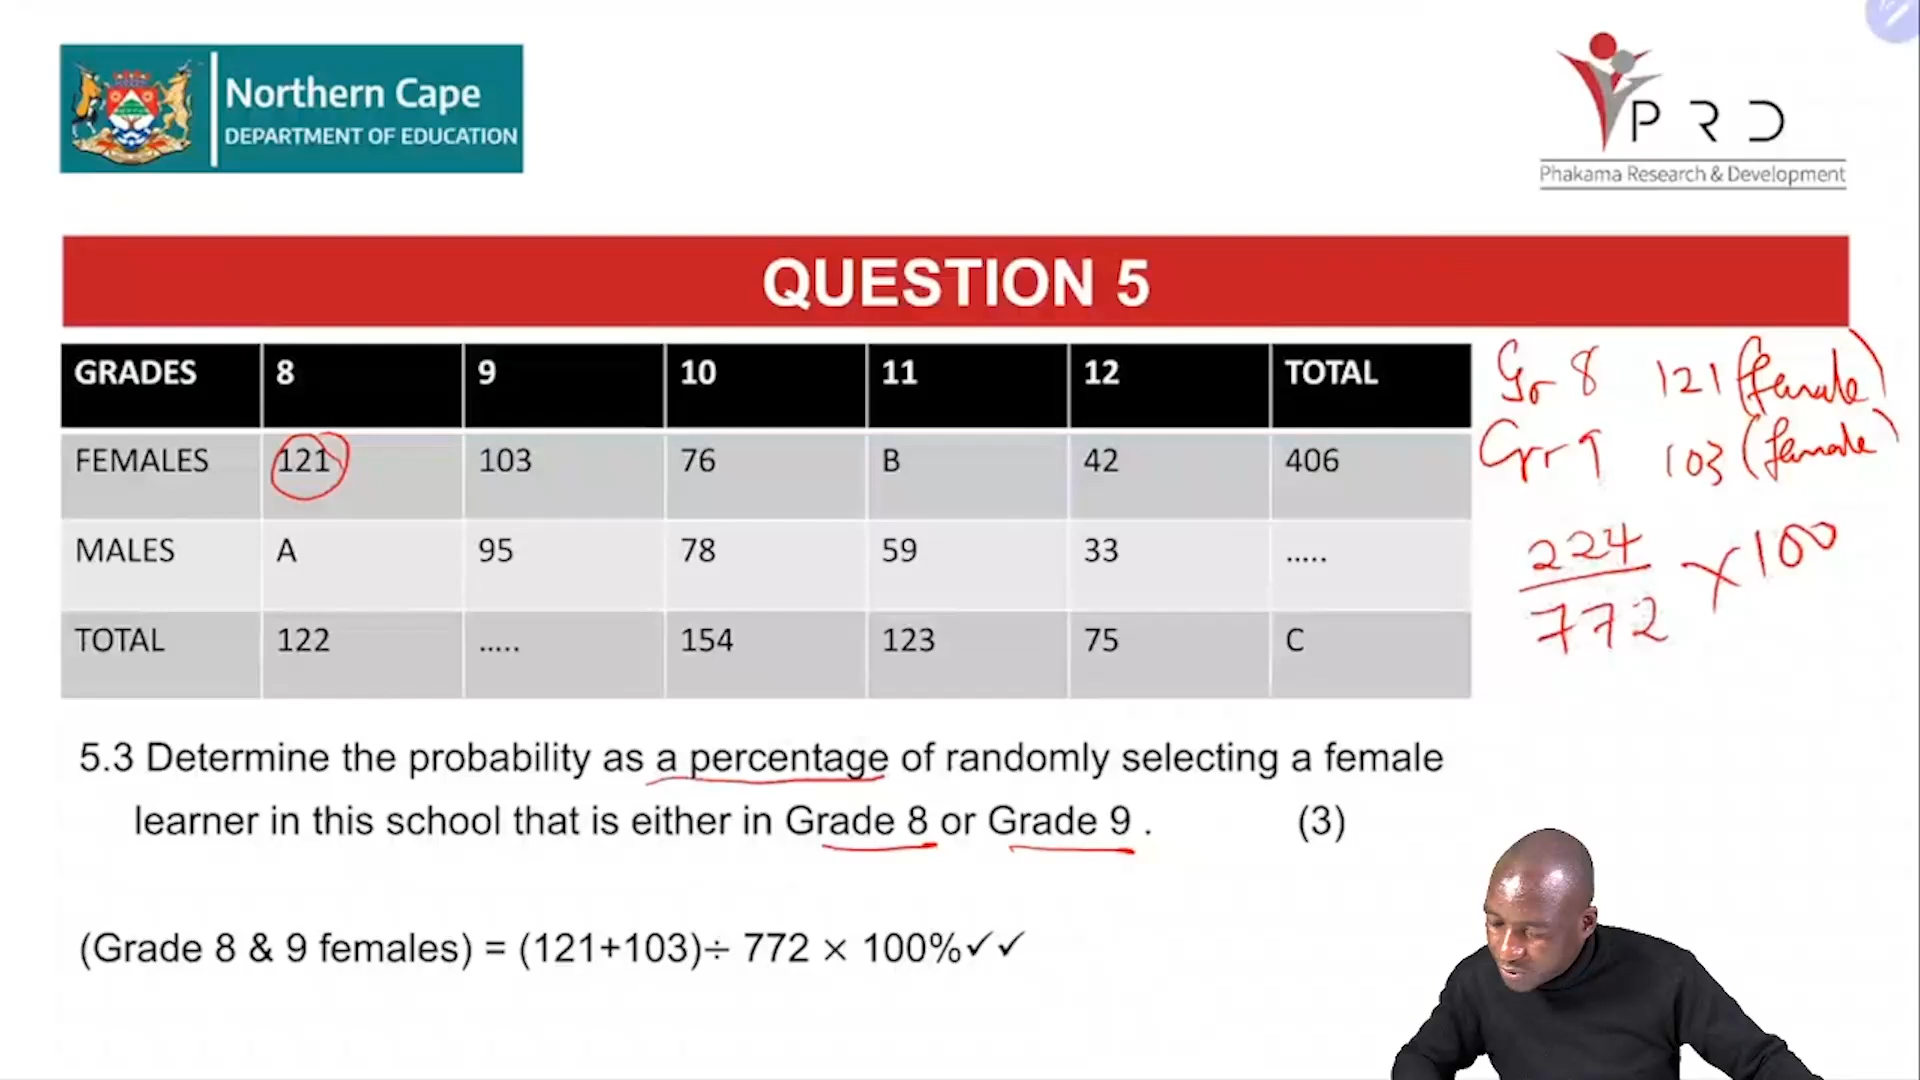 Northern Cape
DEPARTMENT OF EDUCATION
PRD
Phakama Research & Development
QUESTION 5
GRADES 8 9 10 11 12 TOTAL
FEMALES 121 103 76 B 42 406
MALES A 95 78 59 33 .....
TOTAL 122 ..... 154 123 75 C
Gr 8 121 (female)
Gr 9 103 (female)
224
772
×100
5.3 Determine the probability as a percentage of randomly selecting a female
learner in this school that is either in Grade 8 or Grade 9 . (3)
(Grade 8 & 9 females) = (121+103)÷ 772 × 100%✓✓